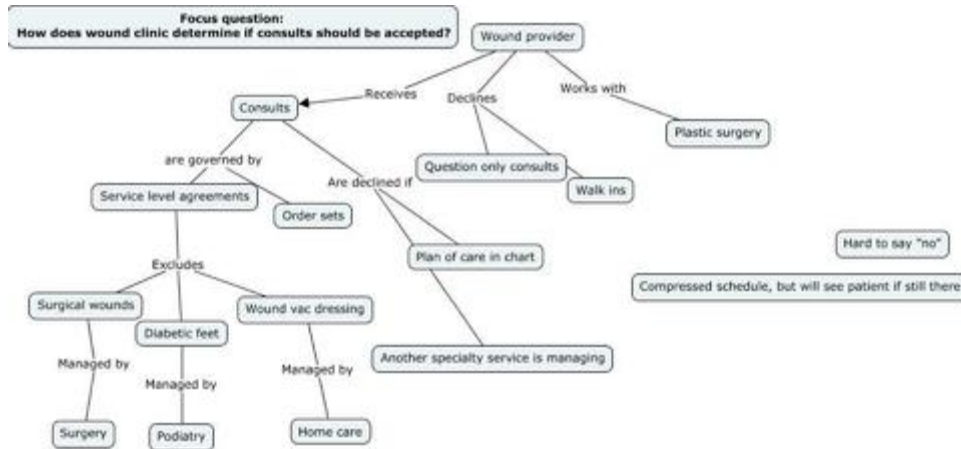 Focus question:
How does wound clinic determine if consults should be accepted?
Wound provider
Receives
Declines
Works with
Consults
Plastic surgery
are governed by
Question only consults
Are declined if
Walk ins
Service level agreements
Order sets
Hard to say "no"
Plan of care in chart
Excludes
Compressed schedule, but will see patient if still there
Surgical wounds
Wound vac dressing
Diabetic feet
Another specialty service is managing
Managed by
Managed by
Managed by
Surgery
Podiatry
Home care